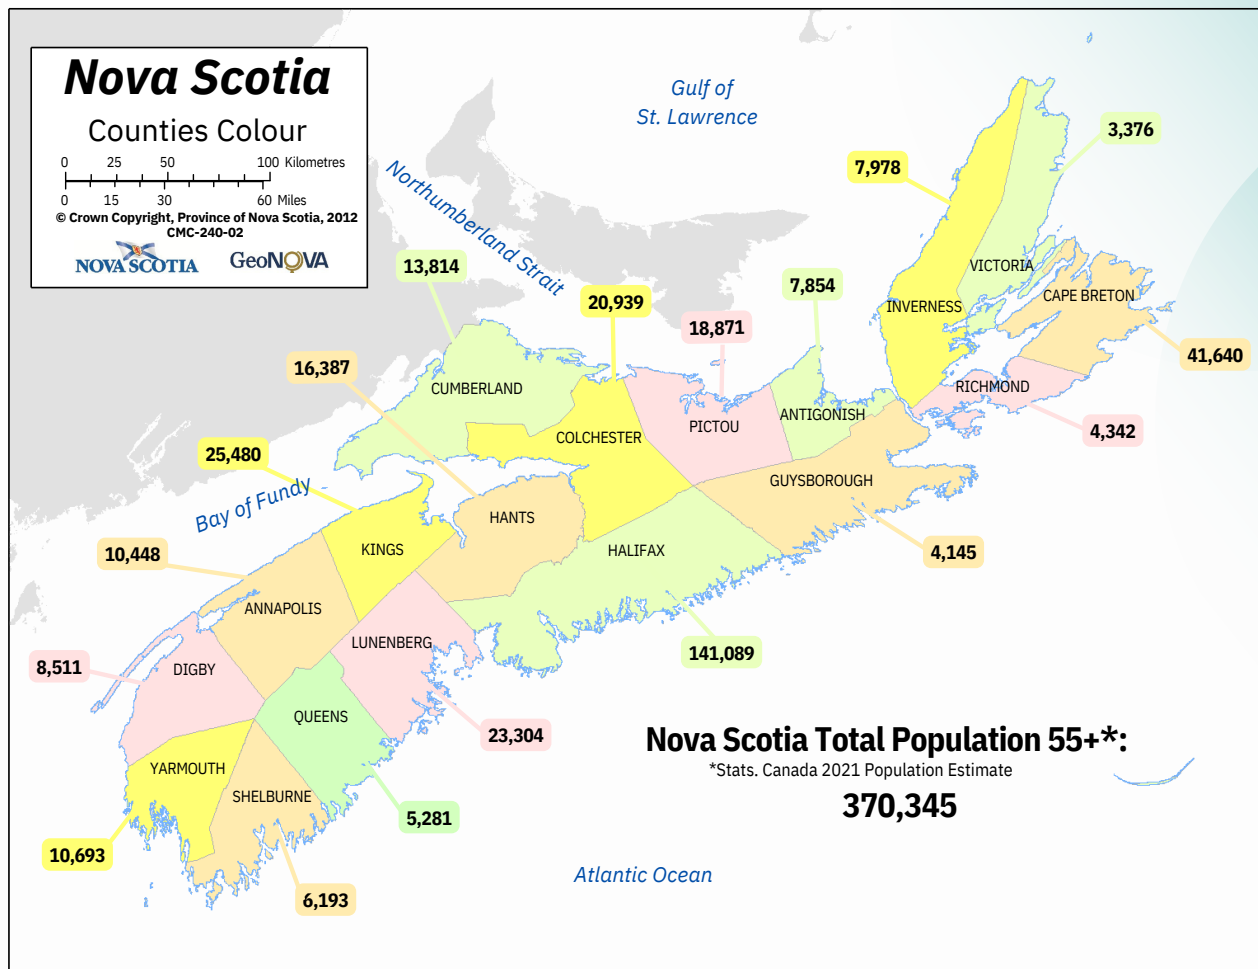 Nova Scotia
Counties Colour
0 25 50 100 Kilometres
0 15 30 60 Miles
© Crown Copyright, Province of Nova Scotia, 2012
CMC-240-02
NOVA SCOTIA
GeoNOVA
Gulf of
St. Lawrence
Northumberland Strait
Bay of Fundy
Atlantic Ocean
3,376
7,978
VICTORIA
INVERNESS
CAPE BRETON
41,640
RICHMOND
4,342
13,814
20,939
7,854
18,871
16,387
CUMBERLAND
COLCHESTER
PICTOU
ANTIGONISH
25,480
GUYSBOROUGH
HANTS
KINGS
HALIFAX
4,145
10,448
ANNAPOLIS
LUNENBERG
141,089
8,511
DIGBY
QUEENS
23,304
YARMOUTH
SHELBURNE
5,281
10,693
6,193
Nova Scotia Total Population 55+*:
*Stats. Canada 2021 Population Estimate
370,345